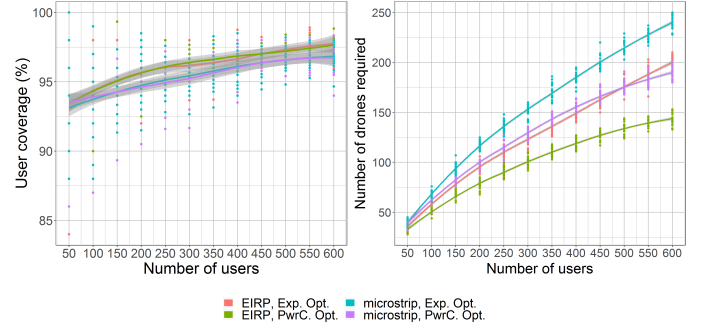 100
95
90
85
User coverage (%)
50 100 150 200 250 300 350 400 450 500 550 600
Number of users
250
200
150
100
50
Number of drones required
50 100 150 200 250 300 350 400 450 500 550 600
Number of users
EIRP, Exp. Opt.
EIRP, PwrC. Opt.
microstrip, Exp. Opt.
microstrip, PwrC. Opt.